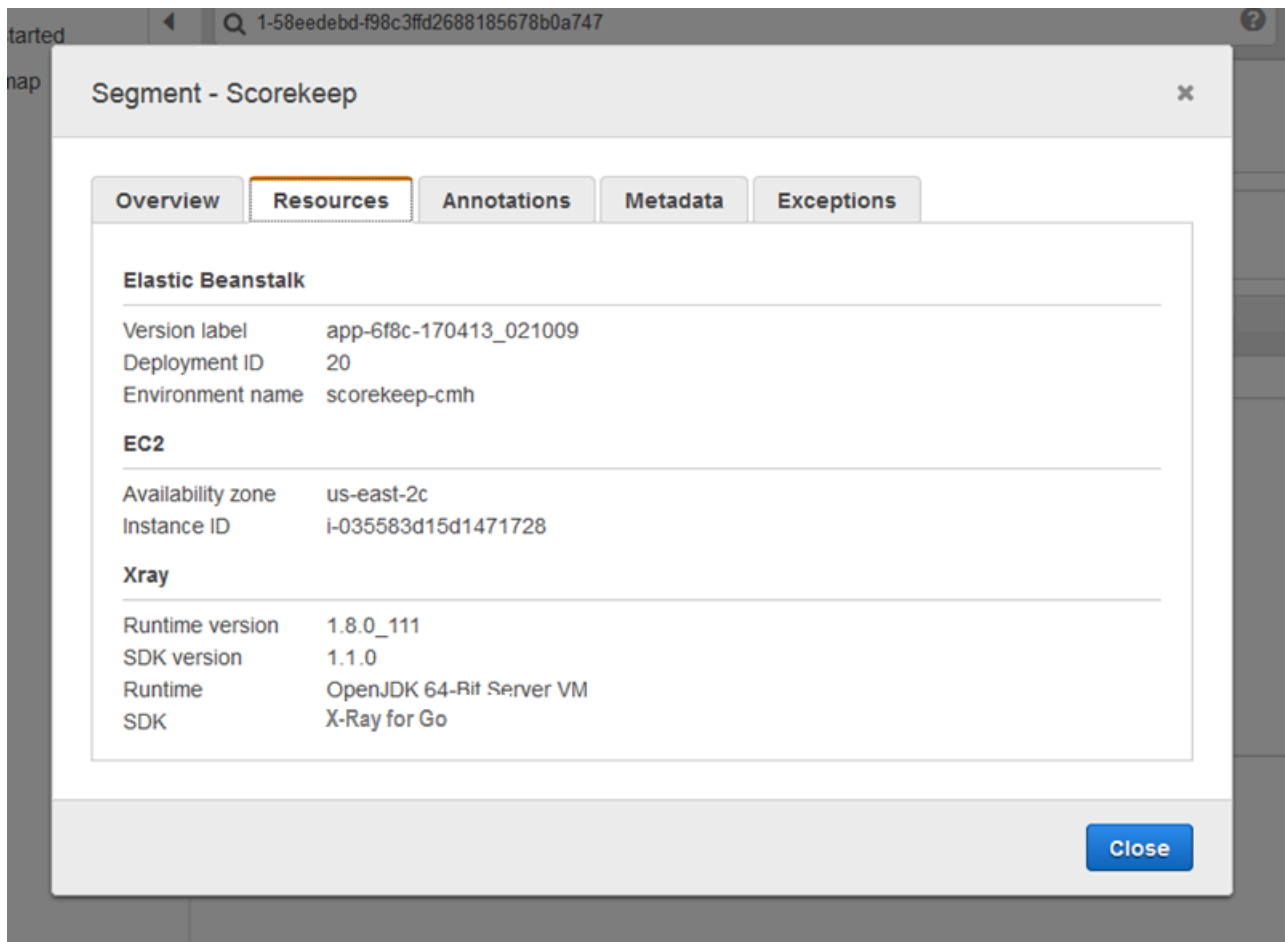 tarted
1-58eedebd-f98c3ffd2688185678b0a747
map
Segment - Scorekeep
Overview Resources Annotations Metadata Exceptions
Elastic Beanstalk
Version label app-6f8c-170413_021009
Deployment ID 20
Environment name scorekeep-cmh
EC2
Availability zone us-east-2c
Instance ID i-035583d15d1471728
Xray
Runtime version 1.8.0_111
SDK version 1.1.0
Runtime OpenJDK 64-Bit Server VM
SDK X-Ray for Go
Close